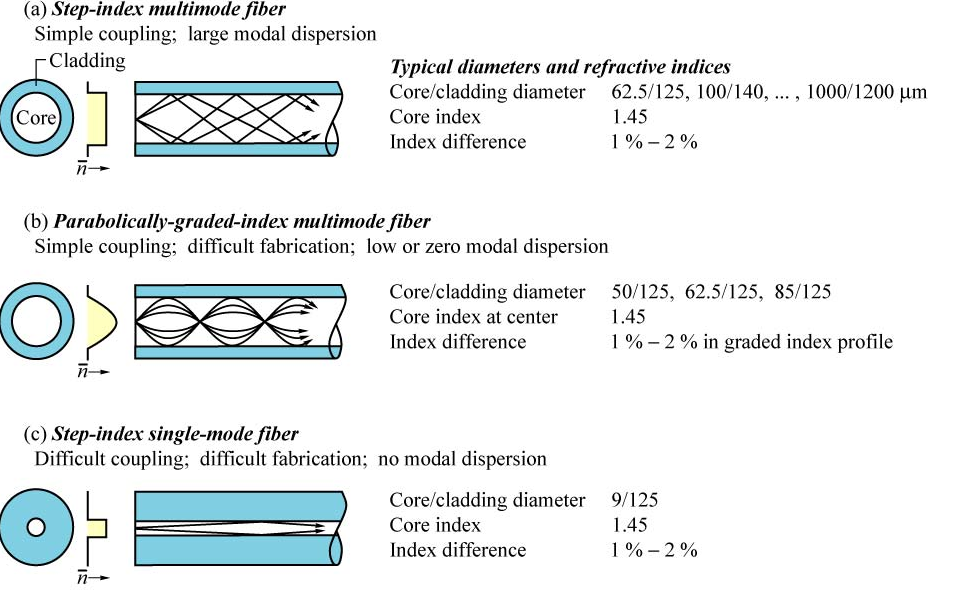 (a) Step-index multimode fiber
Simple coupling; large modal dispersion
Cladding
Core
n̅
Typical diameters and refractive indices
Core/cladding diameter 62.5/125, 100/140, ... , 1000/1200 μm
Core index 1.45
Index difference 1 % – 2 %
(b) Parabolically-graded-index multimode fiber
Simple coupling; difficult fabrication; low or zero modal dispersion
n̅
Core/cladding diameter 50/125, 62.5/125, 85/125
Core index at center 1.45
Index difference 1 % – 2 % in graded index profile
(c) Step-index single-mode fiber
Difficult coupling; difficult fabrication; no modal dispersion
n̅
Core/cladding diameter 9/125
Core index 1.45
Index difference 1 % – 2 %